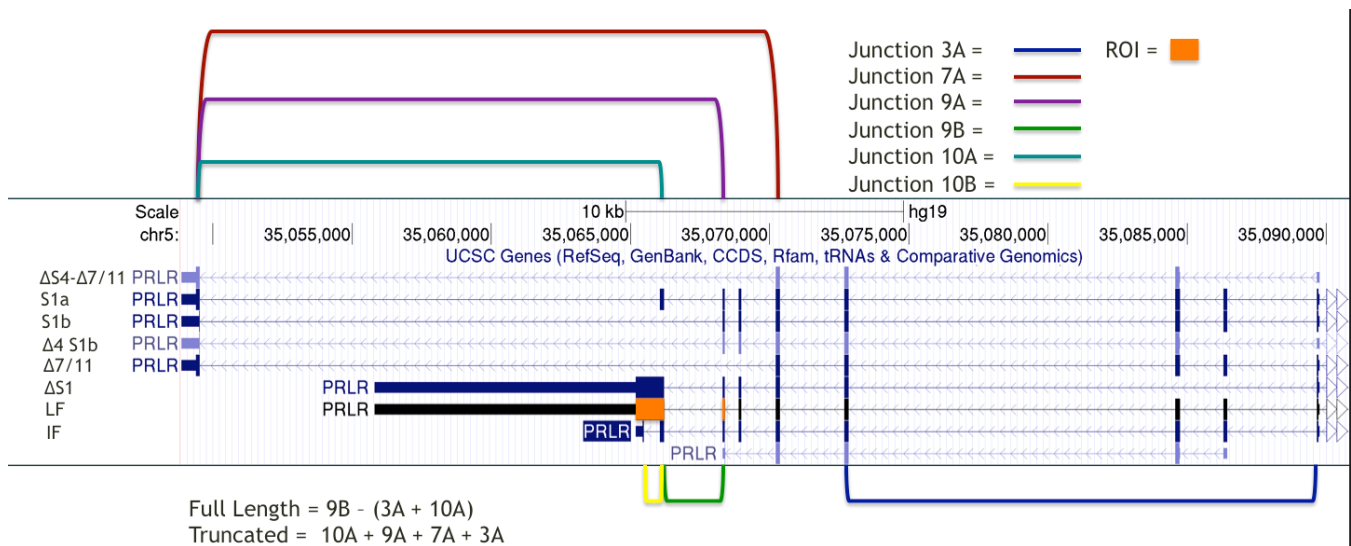 Junction 3A = ROI =
Junction 7A =
Junction 9A =
Junction 9B =
Junction 10A =
Junction 10B =
Scale 10 kb hg19
chr5: 35,055,000 35,060,000 35,065,000 35,070,000 35,075,000 35,080,000 35,085,000 35,090,000
UCSC Genes (RefSeq, GenBank, CCDS, Rfam, tRNAs & Comparative Genomics)
ΔS4-Δ7/11 PRLR
S1a PRLR
S1b PRLR
Δ4 S1b PRLR
Δ7/11 PRLR
ΔS1 PRLR
LF PRLR
IF PRLR
PRLR
Full Length = 9B - (3A + 10A)
Truncated = 10A + 9A + 7A + 3A